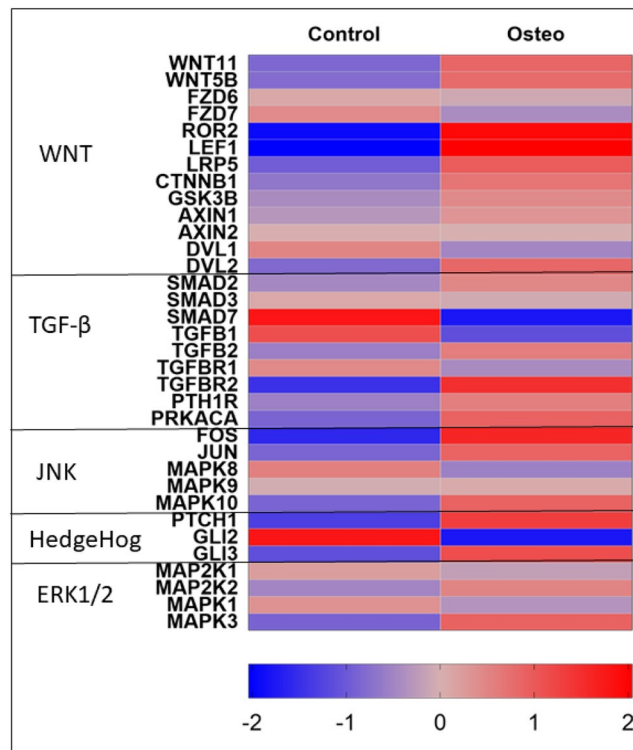 Control Osteo
WNT
WNT11
WNT5B
FZD6
FZD7
ROR2
LEF1
LRP5
CTNNB1
GSK3B
AXIN1
AXIN2
DVL1
DVL2
TGF-β
SMAD2
SMAD3
SMAD7
TGFB1
TGFB2
TGFBR1
TGFBR2
PTH1R
PRKACA
JNK
FOS
JUN
MAPK8
MAPK9
MAPK10
HedgeHog
PTCH1
GLI2
GLI3
ERK1/2
MAP2K1
MAP2K2
MAPK1
MAPK3
-2 -1 0 1 2